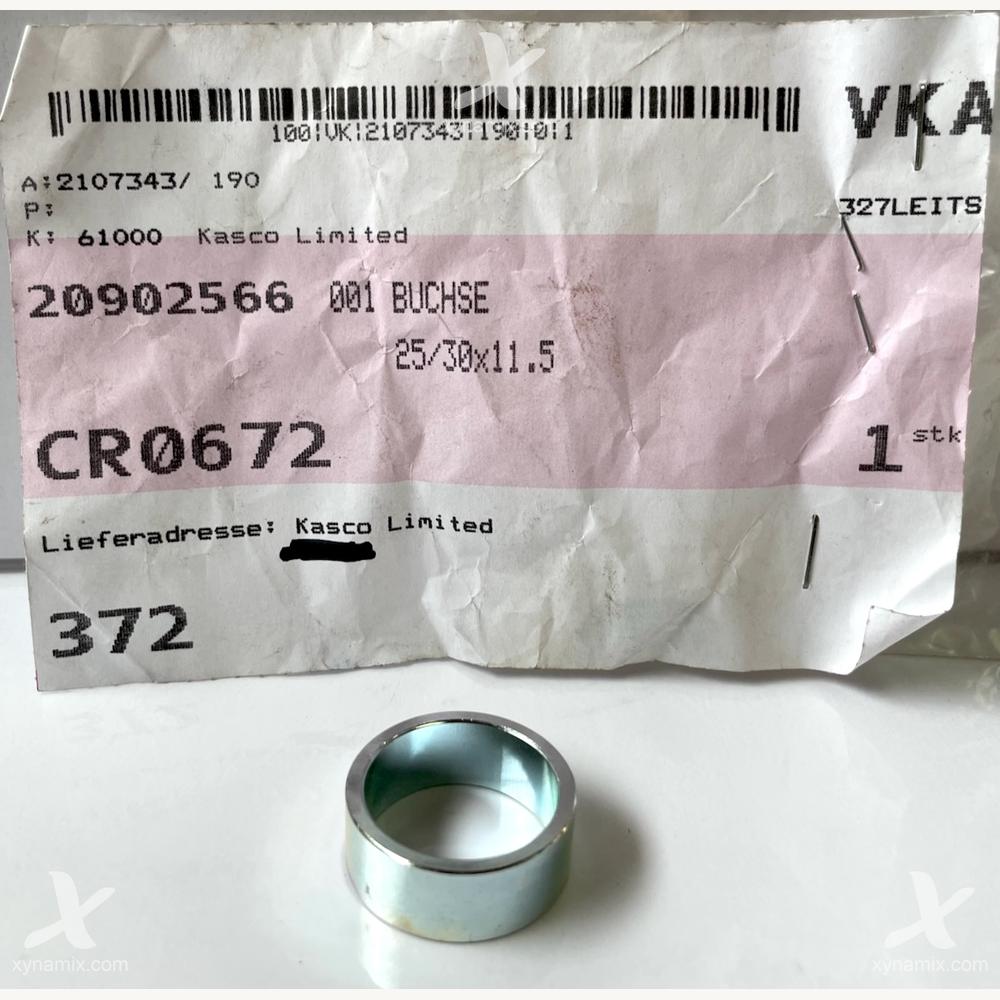 100|VK|2107343|190|0|1
VKA
A:2107343/ 190
P:
327LEITS
K: 61000 Kasco Limited
20902566 001 BUCHSE
25/30x11.5
CR0672
1 stk
Lieferadresse: Kasco Limited
372
xynamix.com
xynamix.com